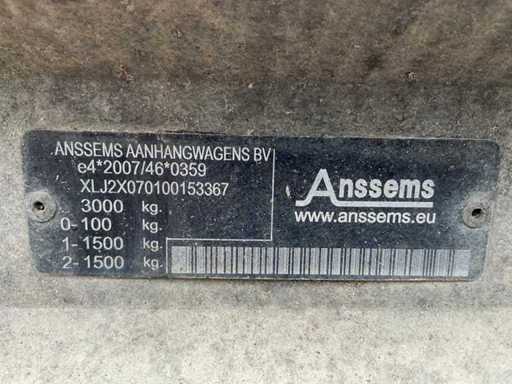 ANSSEMS AANHANGWAGENS BV
e4*2007/46*0359
XLJ2X070100153367
3000 kg.
0-100 kg.
1-1500 kg.
2-1500 kg.
Anssems
www.anssems.eu